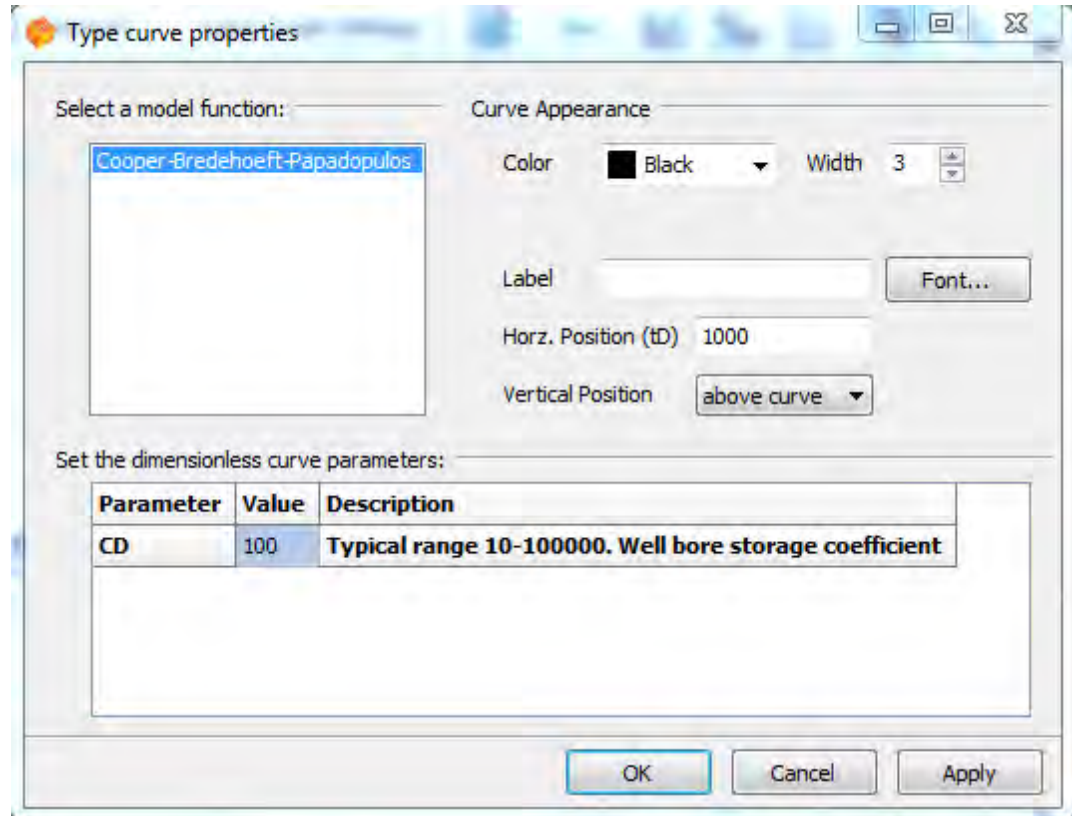 Type curve properties
Select a model function:
Curve Appearance
Cooper-Bredehoeft-Papadopulos
Color Black Width 3
Label Font...
Horz. Position (tD) 1000
Vertical Position above curve
Set the dimensionless curve parameters:
Parameter Value Description
CD 100 Typical range 10-100000. Well bore storage coefficient
OK Cancel Apply